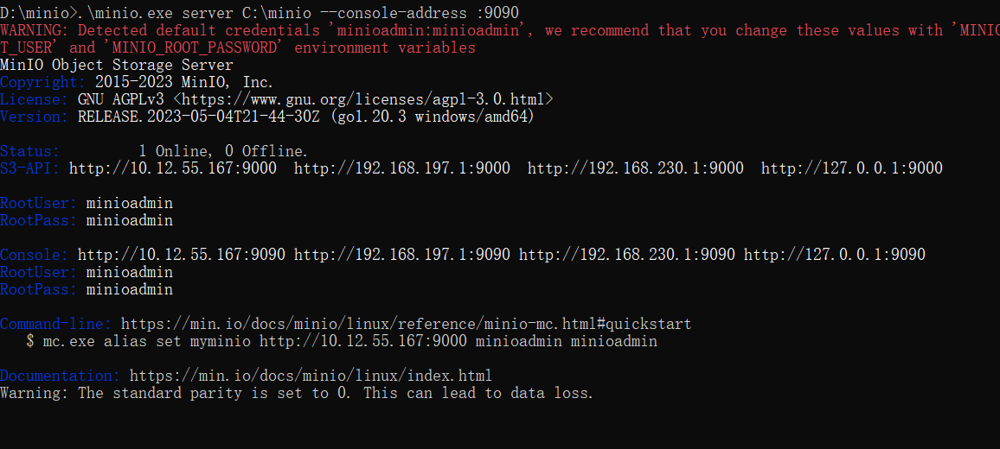 D:\minio>.\minio.exe server C:\minio --console-address :9090
WARNING: Detected default credentials 'minioadmin:minioadmin', we recommend that you change these values with 'MINIO
T_USER' and 'MINIO_ROOT_PASSWORD' environment variables
MinIO Object Storage Server
Copyright: 2015-2023 MinIO, Inc.
License: GNU AGPLv3 <https://www.gnu.org/licenses/agpl-3.0.html>
Version: RELEASE.2023-05-04T21-44-30Z (go1.20.3 windows/amd64)
Status:         1 Online, 0 Offline.
S3-API: http://10.12.55.167:9000  http://192.168.197.1:9000  http://192.168.230.1:9000  http://127.0.0.1:9000
RootUser: minioadmin
RootPass: minioadmin
Console: http://10.12.55.167:9090 http://192.168.197.1:9090 http://192.168.230.1:9090 http://127.0.0.1:9090
RootUser: minioadmin
RootPass: minioadmin
Command-line: https://min.io/docs/minio/linux/reference/minio-mc.html#quickstart
   $ mc.exe alias set myminio http://10.12.55.167:9000 minioadmin minioadmin
Documentation: https://min.io/docs/minio/linux/index.html
Warning: The standard parity is set to 0. This can lead to data loss.